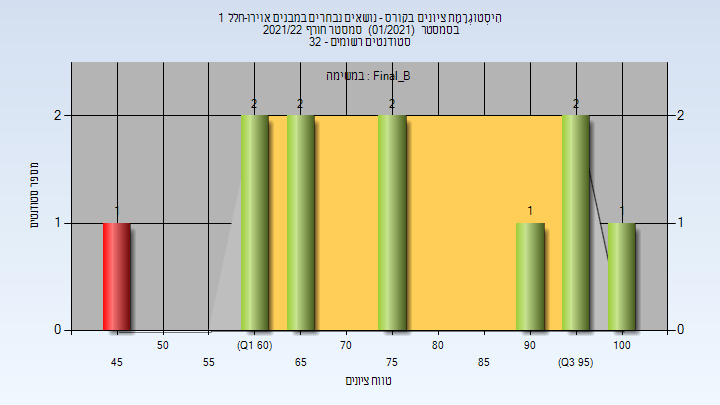 היסטוגרמת ציונים בקורס - נושאים נבחרים במבנים אוירו-חלל 1
בסמסטר (01/2021) סמסטר חורף 2021/22
סטודנטים רשומים - 32
במשימה : Final_B
מספר סטודנטים
2 2
1 1
0 0
1 2 2 2 1 2 1
45 50 55 (Q1 60) 65 70 75 80 85 90 (Q3 95) 100
טווח ציונים